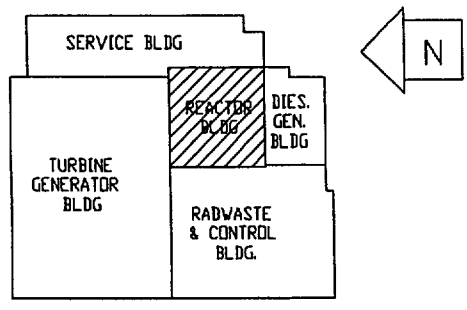 SERVICE BLDG
N
REACTOR
BLDG
DIES.
GEN.
BLDG
TURBINE
GENERATOR
BLDG
RADWASTE
& CONTROL
BLDG.